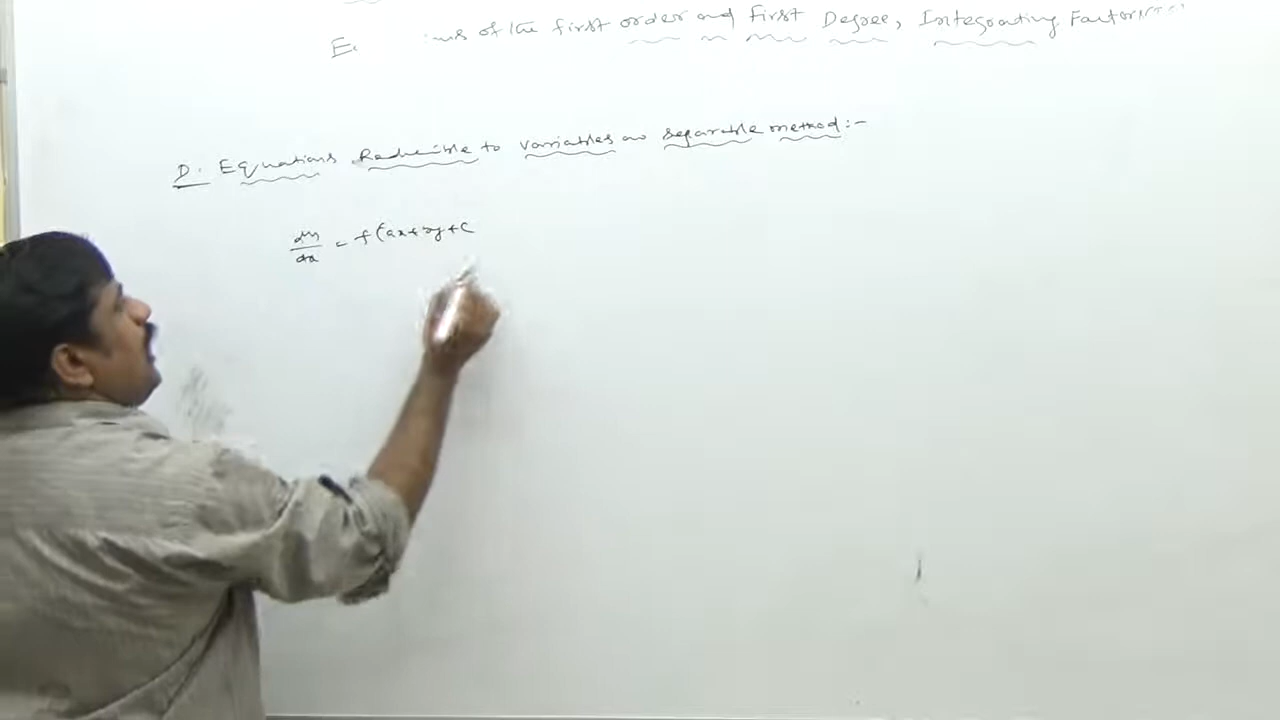 E. of the first order and First Degree, Integrating Factor
D. Equations Reducible to variables as separable method:-
dy/dx = f(ax+by+c